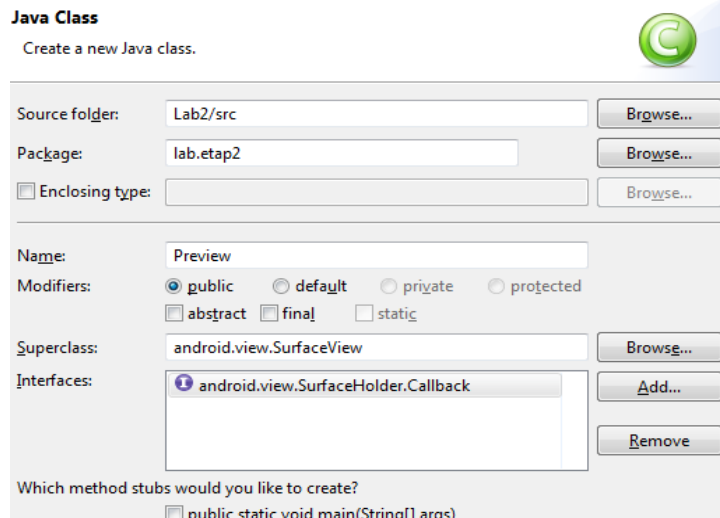 Java Class
Create a new Java class.
C
Source folder: Lab2/src Browse...
Package: lab.etap2 Browse...
Enclosing type: Browse...
Name: Preview
Modifiers: public default private protected
abstract final static
Superclass: android.view.SurfaceView Browse...
Interfaces: I android.view.SurfaceHolder.Callback Add...
Remove
Which method stubs would you like to create?
public static void main(String[] args)